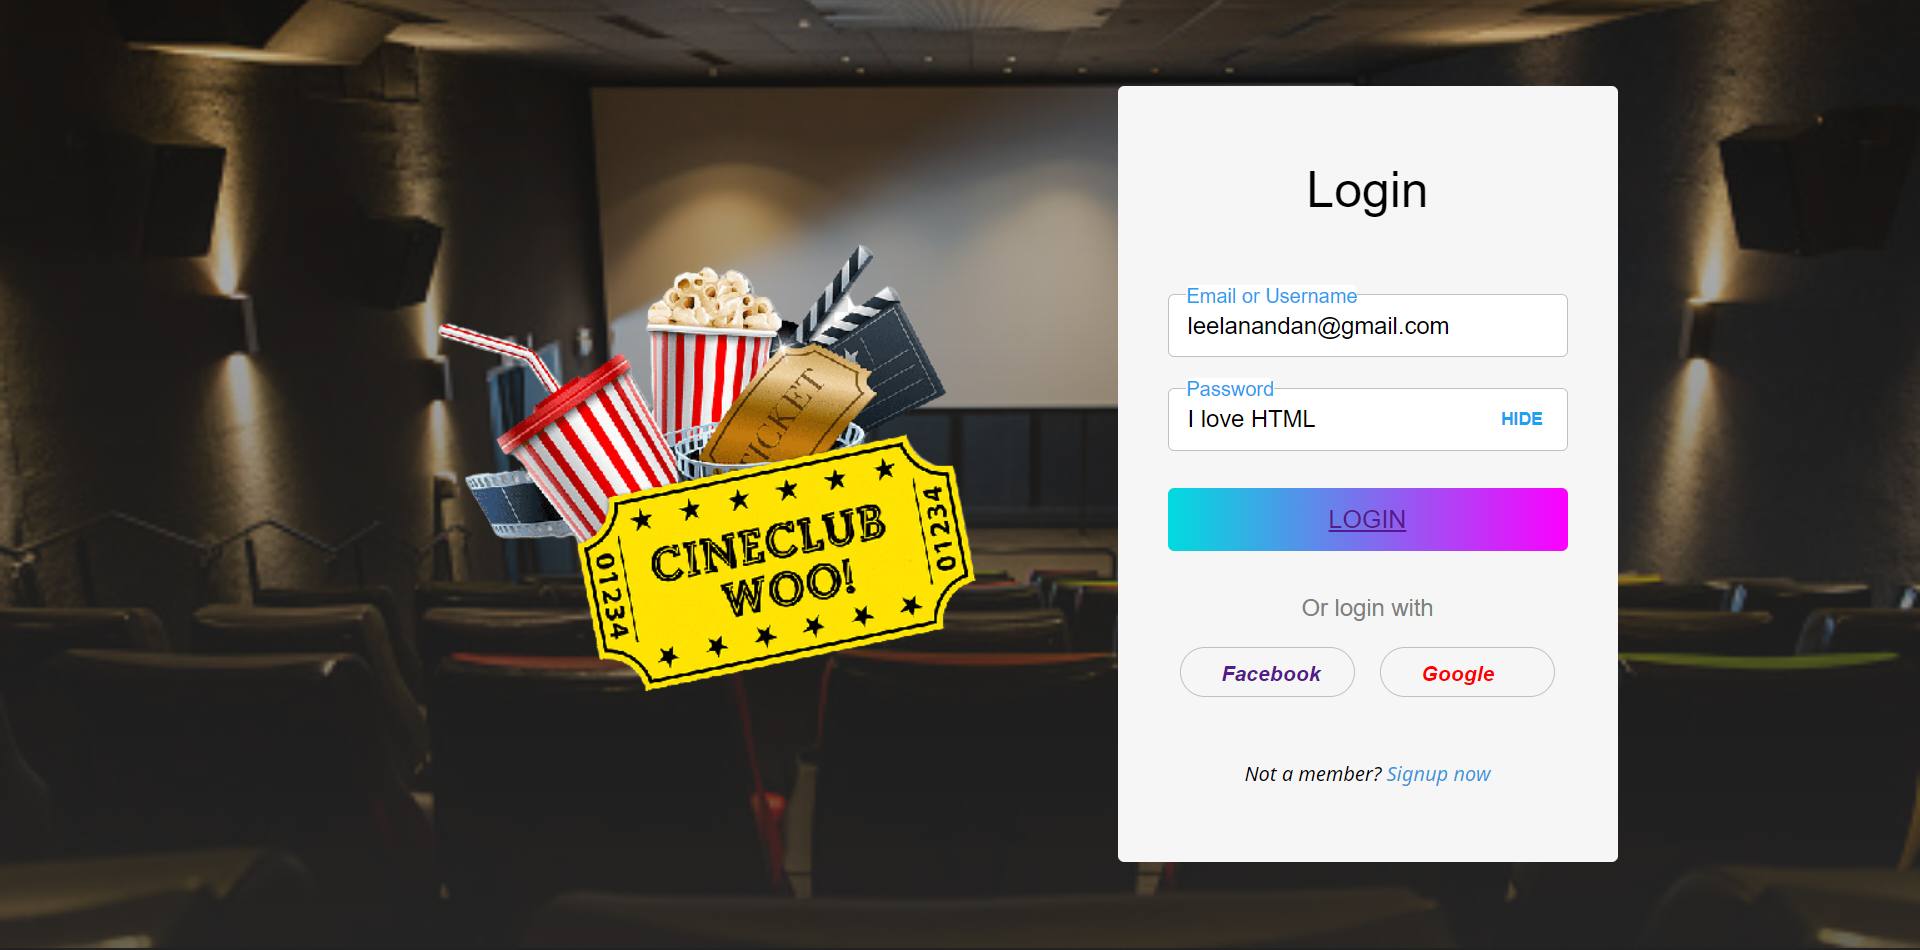 TICKET
CINECLUB
WOO!
01234
01234
Login
Email or Username
leelanandan@gmail.com
Password
I love HTML HIDE
LOGIN
Or login with
Facebook Google
Not a member? Signup now